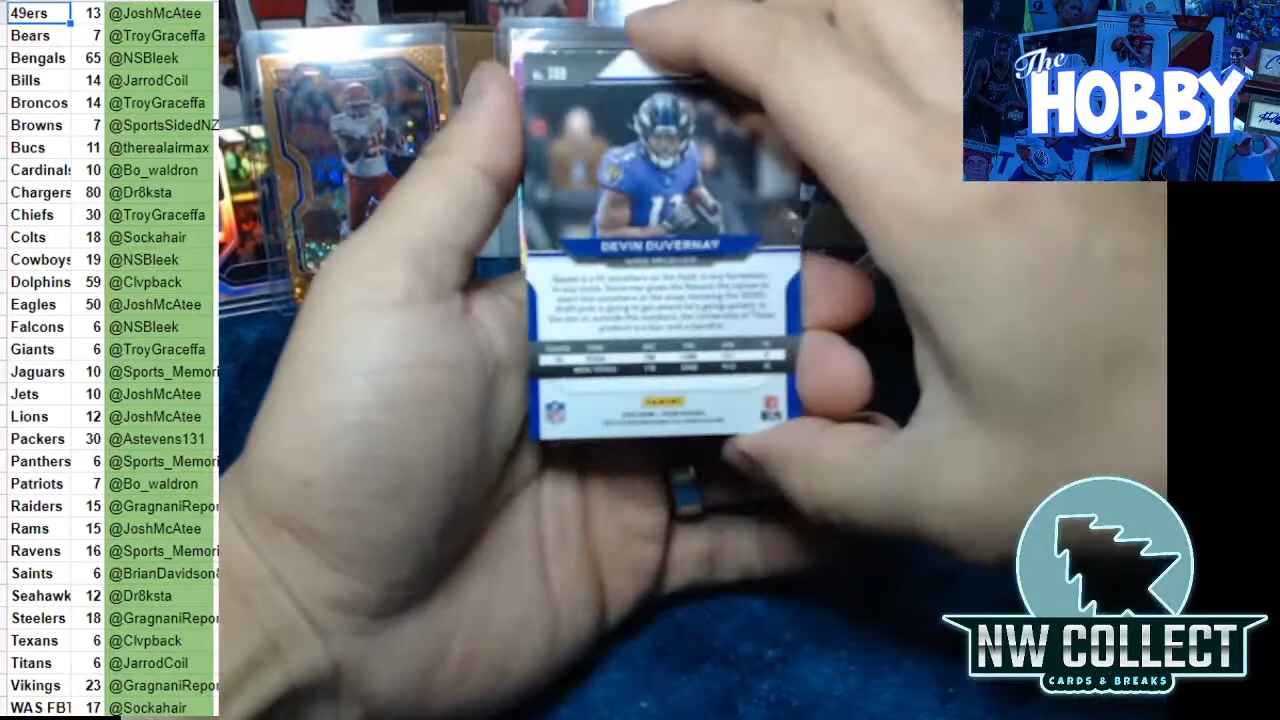 49ers 13 @JoshMcAtee
Bears 7 @TroyGraceffa
Bengals 65 @NSBleek
Bills 14 @JarrodCoil
Broncos 14 @TroyGraceffa
Browns 7 @SportsSidedNZ
Bucs 11 @therealairmax
Cardinals 10 @Bo_waldron
Chargers 80 @Dr8ksta
Chiefs 30 @TroyGraceffa
Colts 18 @Sockahair
Cowboys 19 @NSBleek
Dolphins 59 @Clvpback
Eagles 50 @JoshMcAtee
Falcons 6 @NSBleek
Giants 6 @TroyGraceffa
Jaguars 10 @Sports_Memori
Jets 10 @JoshMcAtee
Lions 12 @JoshMcAtee
Packers 30 @Astevens131
Panthers 6 @Sports_Memori
Patriots 7 @Bo_waldron
Raiders 15 @GragnaniRepor
Rams 15 @JoshMcAtee
Ravens 16 @Sports_Memori
Saints 6 @BrianDavidson
Seahawk 12 @Dr8ksta
Steelers 18 @GragnaniRepor
Texans 6 @Clvpback
Titans 6 @JarrodCoil
Vikings 23 @GragnaniRepor
WAS FBT 17 @Sockahair
DEVIN DUVERNAY
WIDE RECEIVER
PANINI
The
HOBBY
NW COLLECT
CARDS & BREAKS